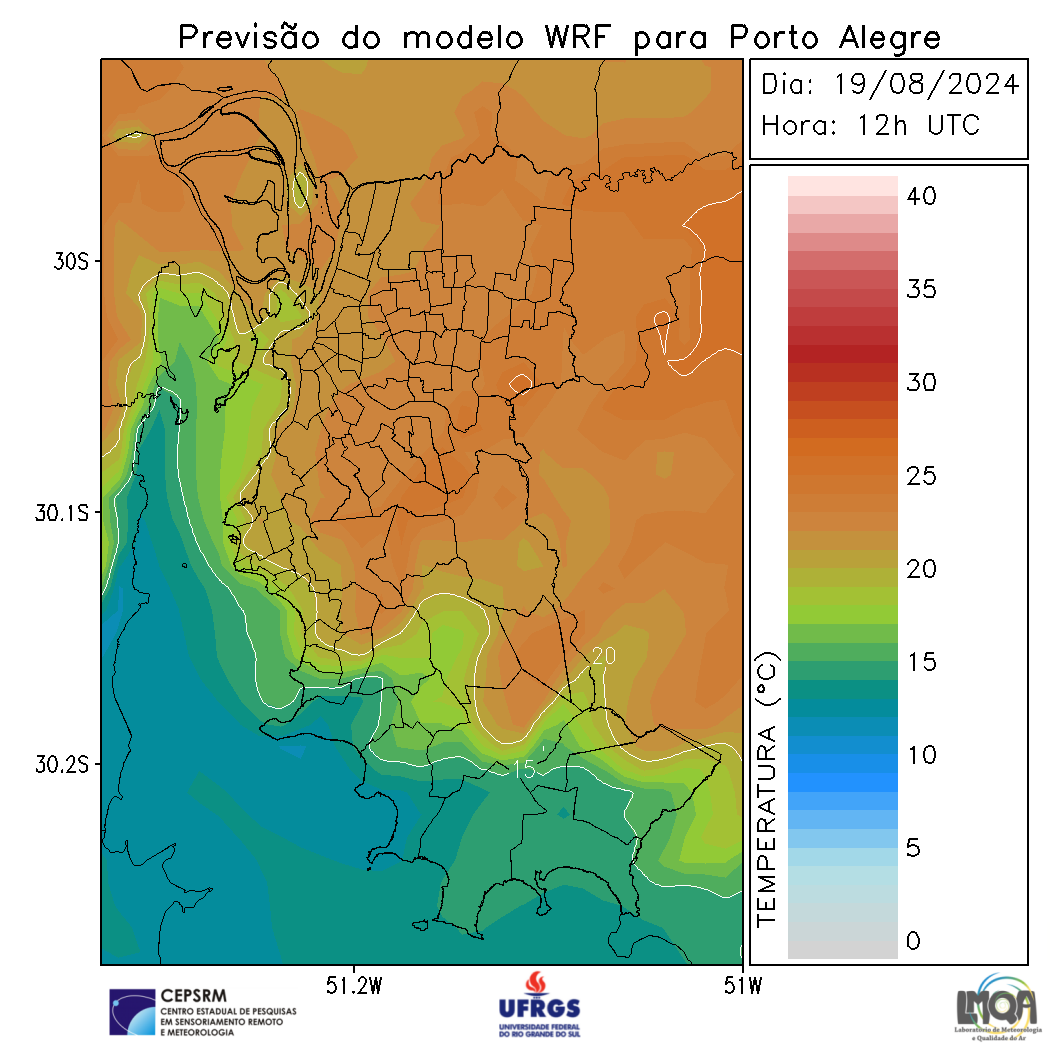 Previsão do modelo WRF para Porto Alegre
Dia: 19/08/2024
Hora: 12h UTC
40
35
30
25
20
15
10
5
0
TEMPERATURA (°C)
30S
30.1S
30.2S
20
15
51.2W
51W
CEPSRM
CENTRO ESTADUAL DE PESQUISAS
EM SENSORIAMENTO REMOTO
E METEOROLOGIA
UFRGS
UNIVERSIDADE FEDERAL
DO RIO GRANDE DO SUL
LMQA
Laboratório de Meteorologia
e Qualidade do Ar